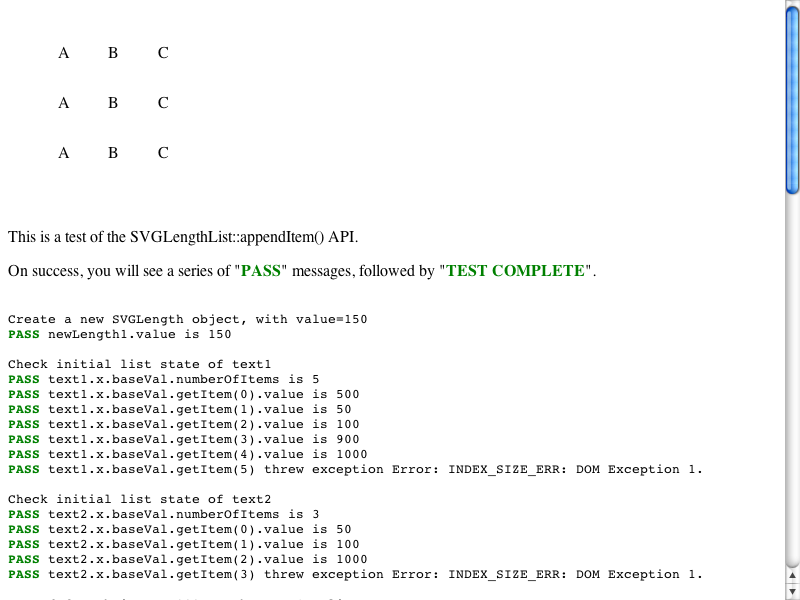 A B C
A B C
A B C
This is a test of the SVGLengthList::appendItem() API.
On success, you will see a series of "PASS" messages, followed by "TEST COMPLETE".
Create a new SVGLength object, with value=150
PASS newLength1.value is 150
Check initial list state of text1
PASS text1.x.baseVal.numberOfItems is 5
PASS text1.x.baseVal.getItem(0).value is 500
PASS text1.x.baseVal.getItem(1).value is 50
PASS text1.x.baseVal.getItem(2).value is 100
PASS text1.x.baseVal.getItem(3).value is 900
PASS text1.x.baseVal.getItem(4).value is 1000
PASS text1.x.baseVal.getItem(5) threw exception Error: INDEX_SIZE_ERR: DOM Exception 1.
Check initial list state of text2
PASS text2.x.baseVal.numberOfItems is 3
PASS text2.x.baseVal.getItem(0).value is 50
PASS text2.x.baseVal.getItem(1).value is 100
PASS text2.x.baseVal.getItem(2).value is 1000
PASS text2.x.baseVal.getItem(3) threw exception Error: INDEX_SIZE_ERR: DOM Exception 1.